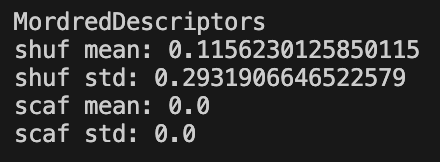 MordredDescriptors
shuf mean: 0.1156230125850115
shuf std: 0.2931906646522579
scaf mean: 0.0
scaf std: 0.0